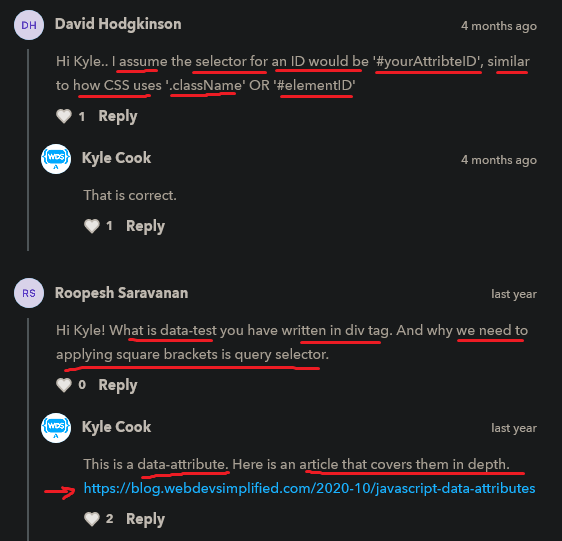 DH David Hodgkinson 4 months ago
Hi Kyle.. I assume the selector for an ID would be '#yourAttribteID', similar
to how CSS uses '.className' OR '#elementID'
1 Reply
WDS Kyle Cook 4 months ago
That is correct.
1 Reply
RS Roopesh Saravanan last year
Hi Kyle! What is data-test you have written in div tag. And why we need to
applying square brackets is query selector.
0 Reply
WDS Kyle Cook last year
This is a data-attribute. Here is an article that covers them in depth.
https://blog.webdevsimplified.com/2020-10/javascript-data-attributes
2 Reply